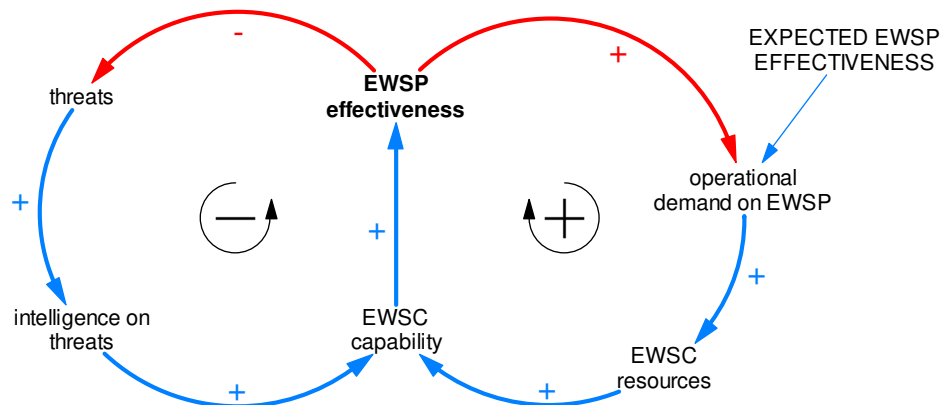 -
+
EXPECTED EWSP
EFFECTIVENESS
threats
EWSP
effectiveness
operational
demand on EWSP
+
+
+
intelligence on
threats
EWSC
capability
EWSC
resources
+
+